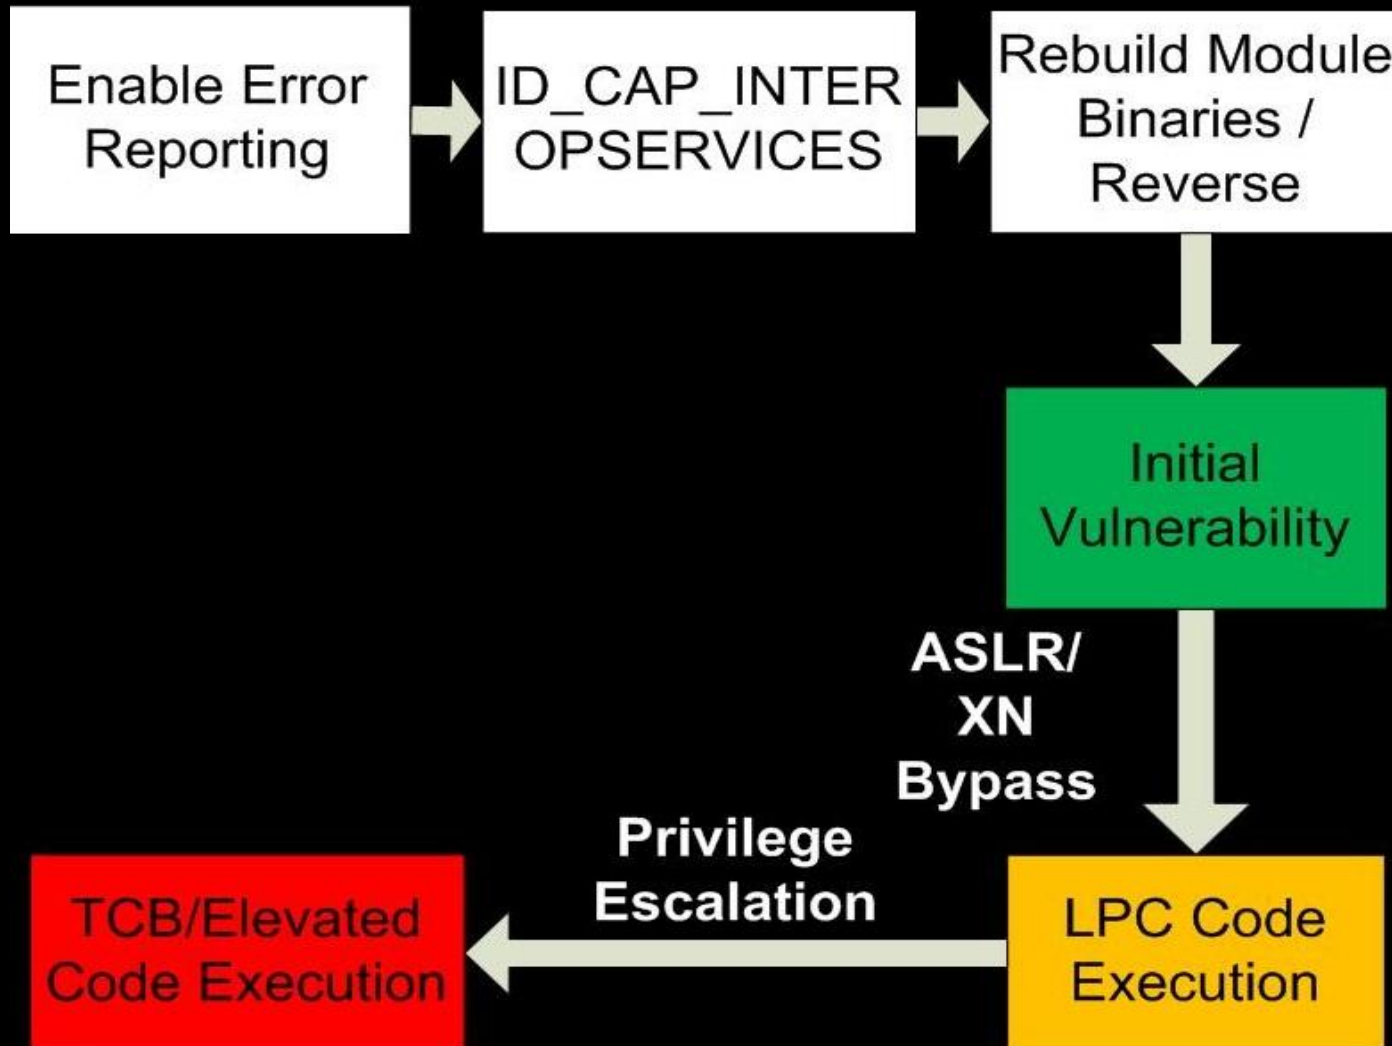 Enable Error
Reporting
ID_CAP_INTER
OPSERVICES
Rebuild Module
Binaries /
Reverse
Initial
Vulnerability
ASLR/
XN
Bypass
Privilege
Escalation
TCB/Elevated
Code Execution
LPC Code
Execution